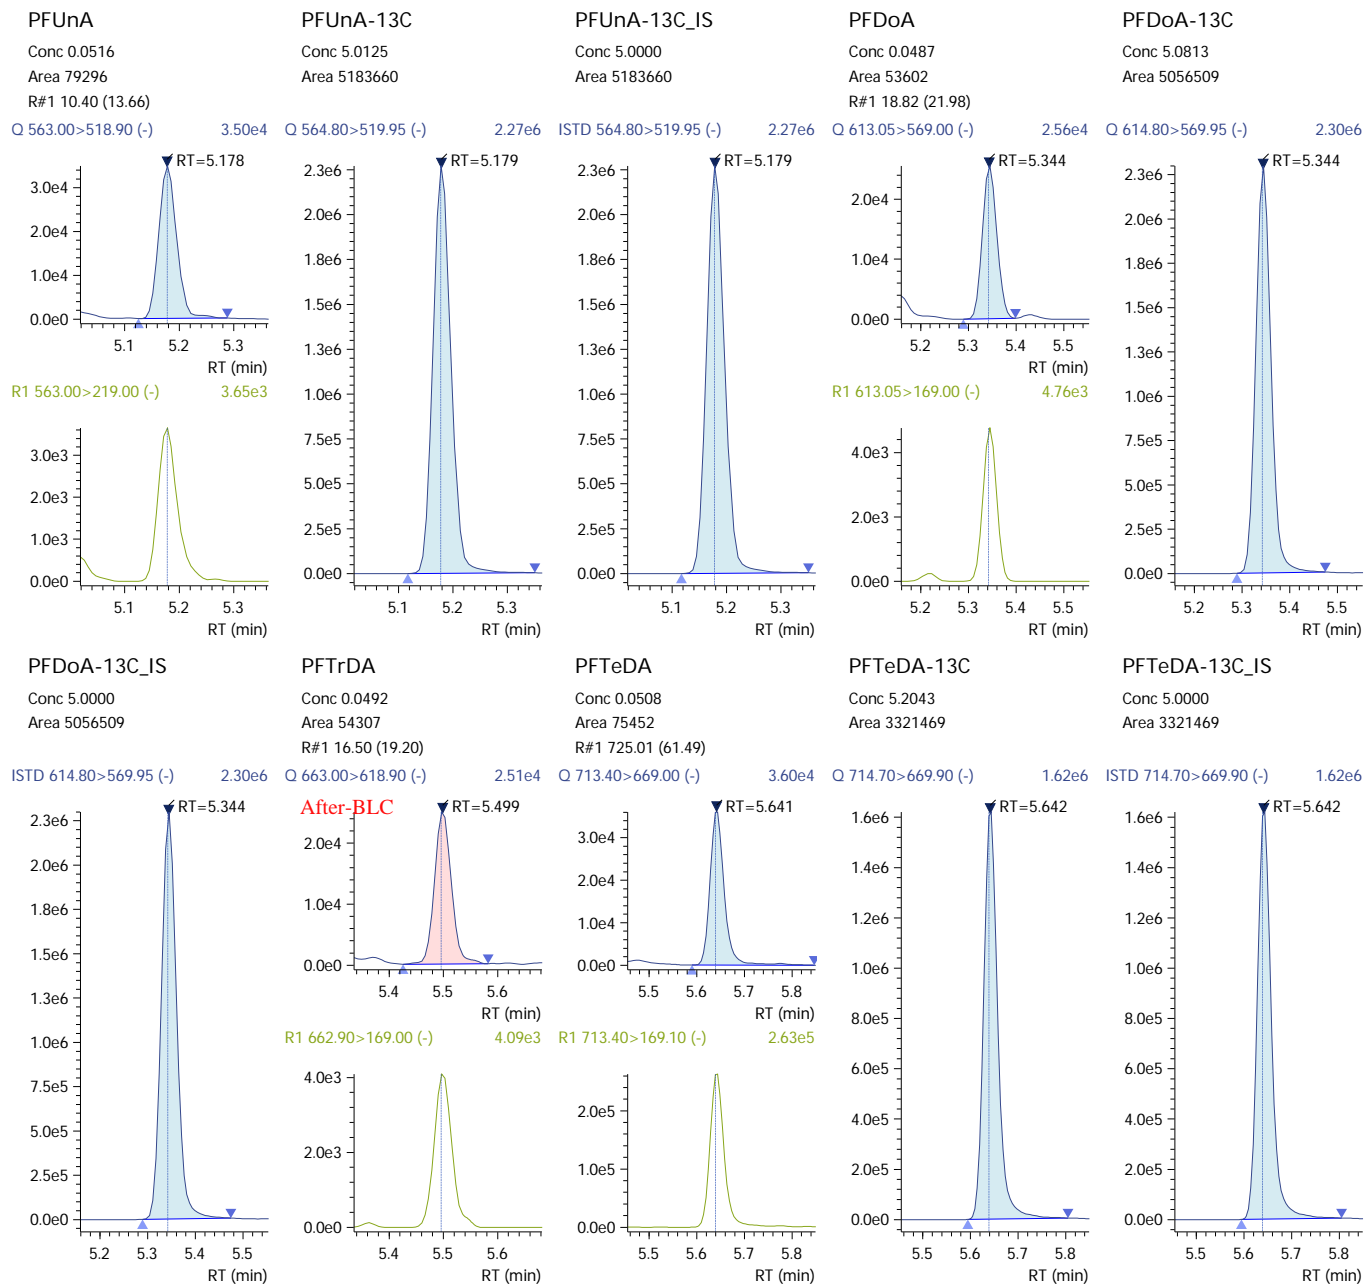 PFUnA
Conc 0.0516
Area 79296
R#1 10.40 (13.66)
Q 563.00>518.90 (-) 3.50e4
RT=5.178
3.0e4
2.0e4
1.0e4
0.0e0
5.1 5.2 5.3
RT (min)
R1 563.00>219.00 (-) 3.65e3
3.0e3
2.0e3
1.0e3
0.0e0
5.1 5.2 5.3
RT (min)
PFUnA-13C
Conc 5.0125
Area 5183660
Q 564.80>519.95 (-) 2.27e6
RT=5.179
2.3e6
2.0e6
1.8e6
1.5e6
1.3e6
1.0e6
7.5e5
5.0e5
2.5e5
0.0e0
5.1 5.2 5.3
RT (min)
PFUnA-13C_IS
Conc 5.0000
Area 5183660
ISTD 564.80>519.95 (-) 2.27e6
RT=5.179
2.3e6
2.0e6
1.8e6
1.5e6
1.3e6
1.0e6
7.5e5
5.0e5
2.5e5
0.0e0
5.1 5.2 5.3
RT (min)
PFDoA
Conc 0.0487
Area 53602
R#1 18.82 (21.98)
Q 613.05>569.00 (-) 2.56e4
RT=5.344
2.0e4
1.0e4
0.0e0
5.2 5.3 5.4 5.5
RT (min)
R1 613.05>169.00 (-) 4.76e3
4.0e3
2.0e3
0.0e0
5.2 5.3 5.4 5.5
RT (min)
PFDoA-13C
Conc 5.0813
Area 5056509
Q 614.80>569.95 (-) 2.30e6
RT=5.344
2.3e6
2.0e6
1.8e6
1.5e6
1.3e6
1.0e6
7.5e5
5.0e5
2.5e5
0.0e0
5.2 5.3 5.4 5.5
RT (min)
PFDoA-13C_IS
Conc 5.0000
Area 5056509
ISTD 614.80>569.95 (-) 2.30e6
RT=5.344
2.3e6
2.0e6
1.8e6
1.5e6
1.3e6
1.0e6
7.5e5
5.0e5
2.5e5
0.0e0
5.2 5.3 5.4 5.5
RT (min)
PFTrDA
Conc 0.0492
Area 54307
R#1 16.50 (19.20)
Q 663.00>618.90 (-) 2.51e4
After-BLC
RT=5.499
2.0e4
1.0e4
0.0e0
5.4 5.5 5.6
RT (min)
R1 662.90>169.00 (-) 4.09e3
4.0e3
2.0e3
0.0e0
5.4 5.5 5.6
RT (min)
PFTeDA
Conc 0.0508
Area 75452
R#1 725.01 (61.49)
Q 713.40>669.00 (-) 3.60e4
RT=5.641
3.0e4
2.0e4
1.0e4
0.0e0
5.5 5.6 5.7 5.8
RT (min)
R1 713.40>169.10 (-) 2.63e5
2.0e5
1.0e5
0.0e0
5.5 5.6 5.7 5.8
RT (min)
PFTeDA-13C
Conc 5.2043
Area 3321469
Q 714.70>669.90 (-) 1.62e6
RT=5.642
1.6e6
1.4e6
1.2e6
1.0e6
8.0e5
6.0e5
4.0e5
2.0e5
0.0e0
5.5 5.6 5.7 5.8
RT (min)
PFTeDA-13C_IS
Conc 5.0000
Area 3321469
ISTD 714.70>669.90 (-) 1.62e6
RT=5.642
1.6e6
1.4e6
1.2e6
1.0e6
8.0e5
6.0e5
4.0e5
2.0e5
0.0e0
5.5 5.6 5.7 5.8
RT (min)